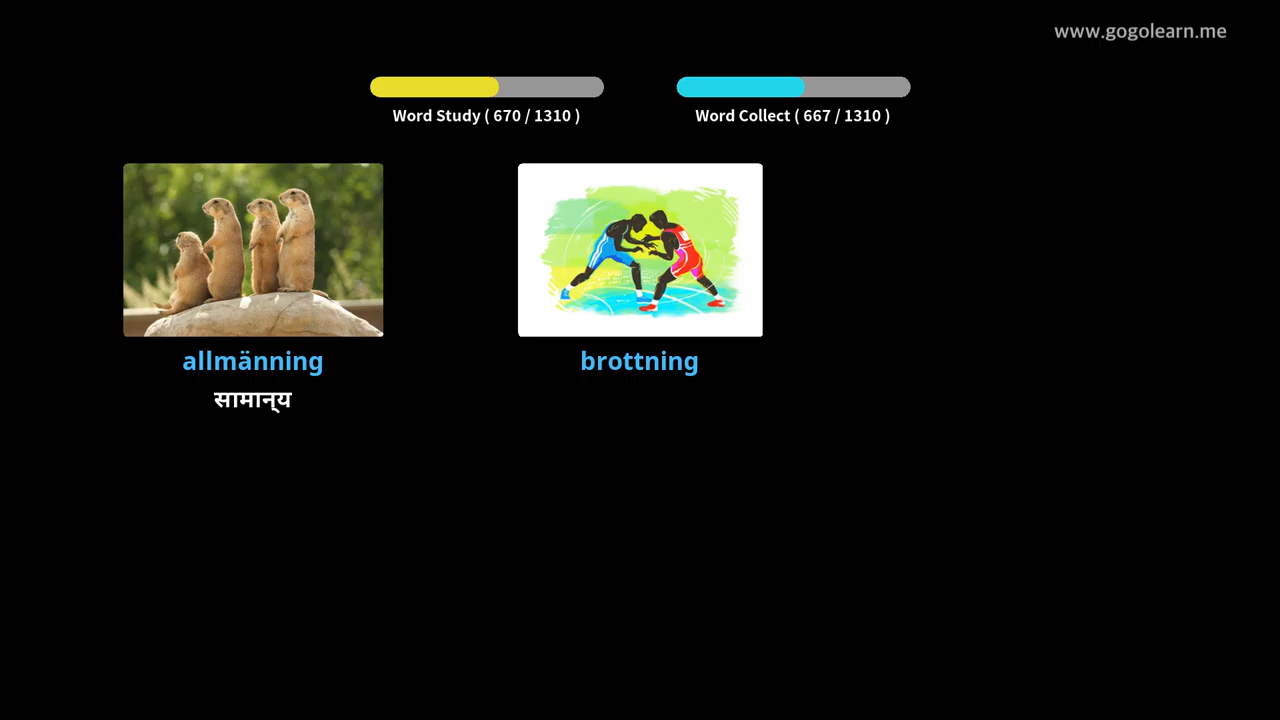 www.gogolearn.me
Word Study ( 670 / 1310 )
Word Collect ( 667 / 1310 )
allmänning
brottning
सामान्य